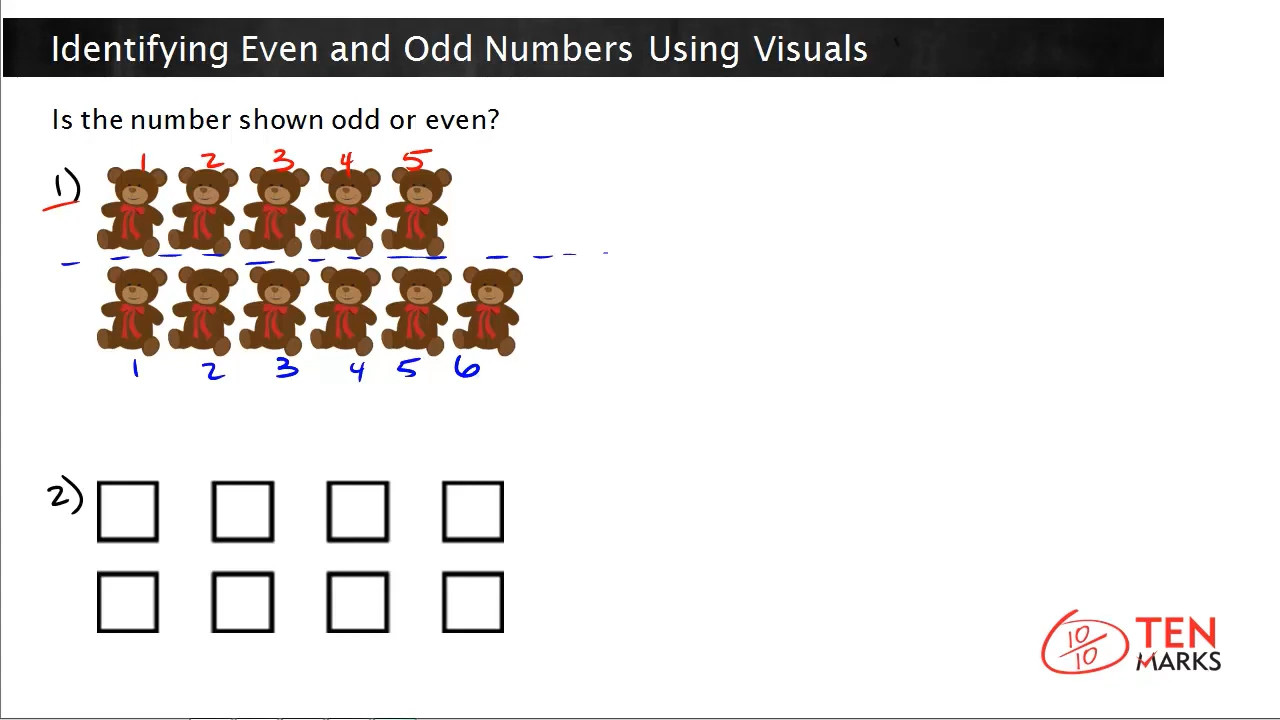 Identifying Even and Odd Numbers Using Visuals
Is the number shown odd or even?
1) 1 2 3 4 5
1 2 3 4 5 6
2)
10/10 TEN
MARKS